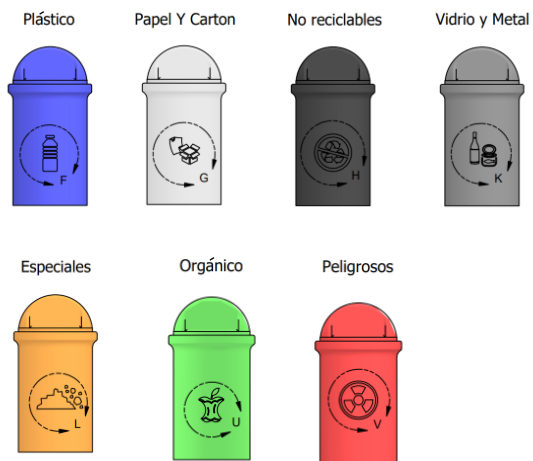 Plástico
Papel Y Carton
No reciclables
Vidrio y Metal
F
G
H
K
Especiales
Orgánico
Peligrosos
L
U
V